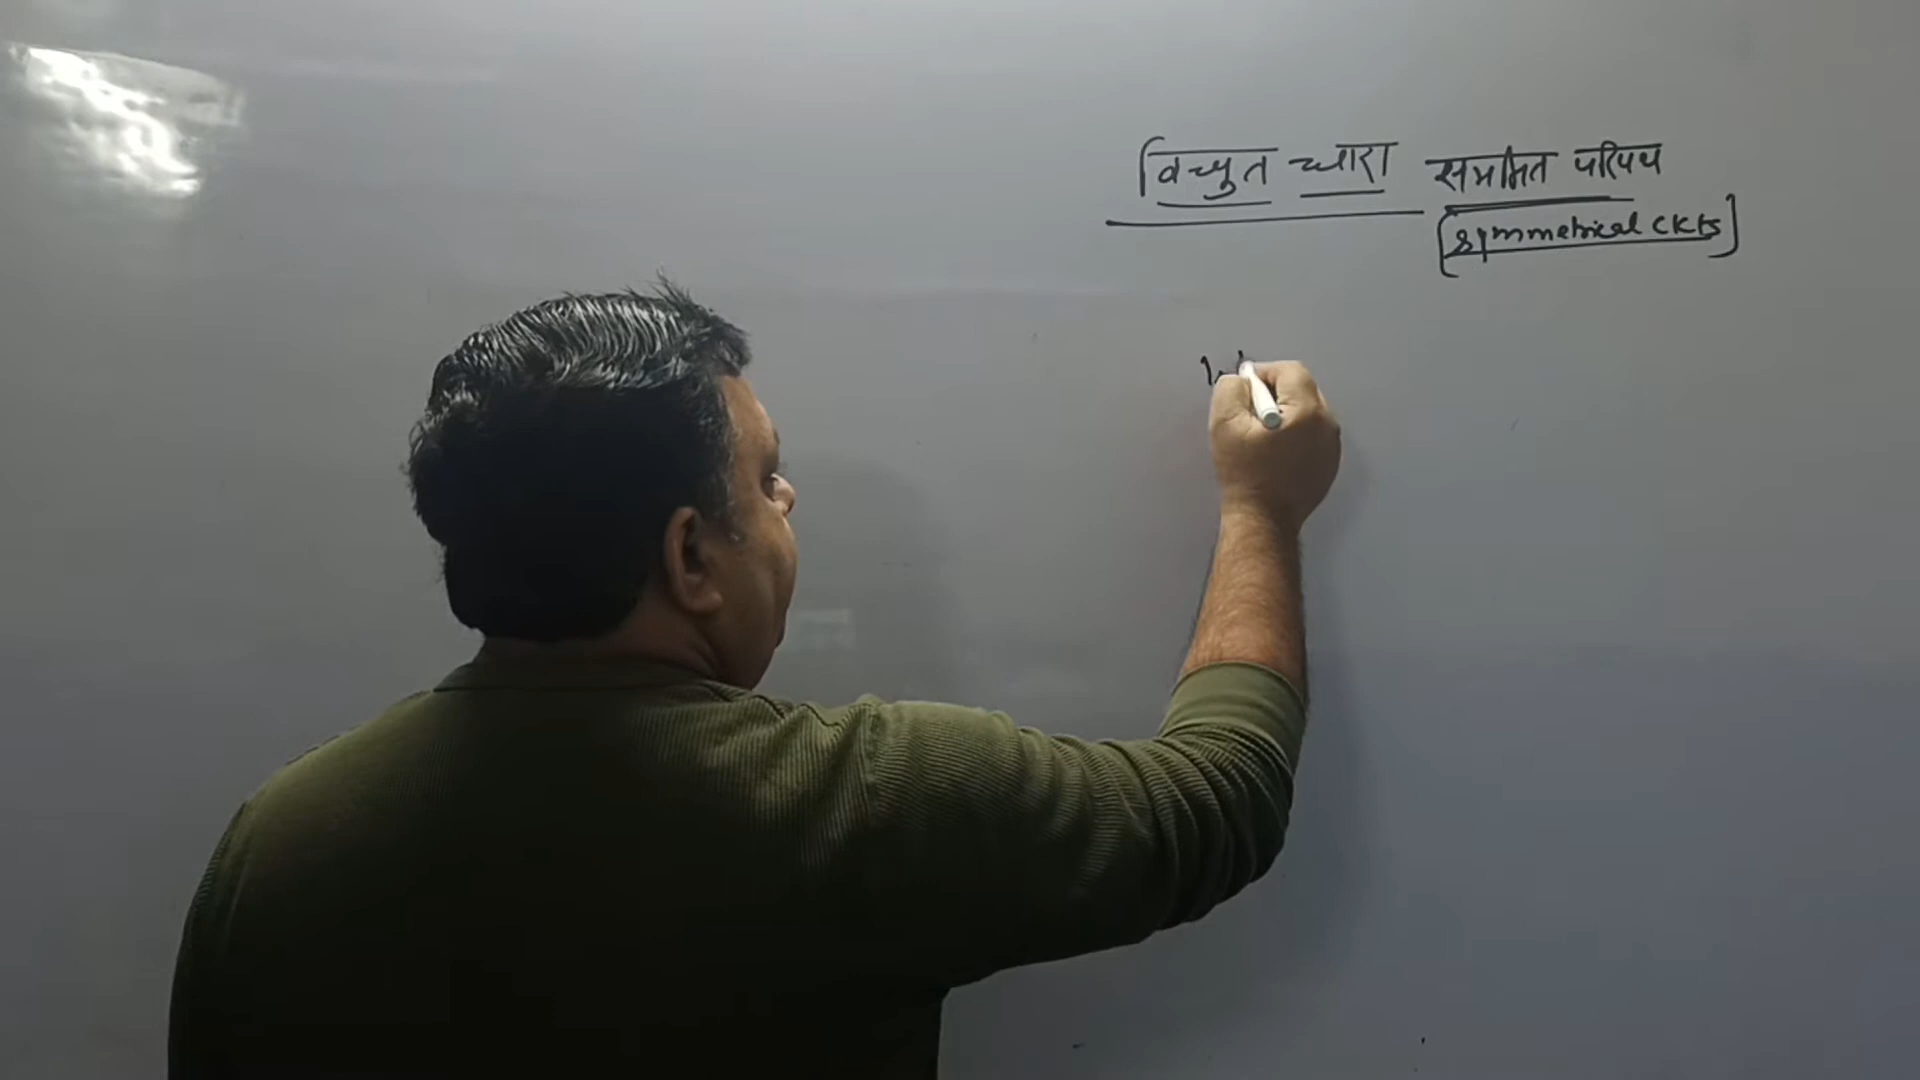 विद्युत धारा समामित परिपथ
[symmetrical ckts]